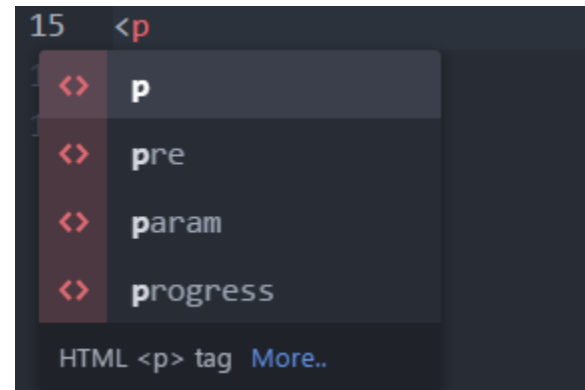 15 <p
p
pre
param
progress
HTML <p> tag More..